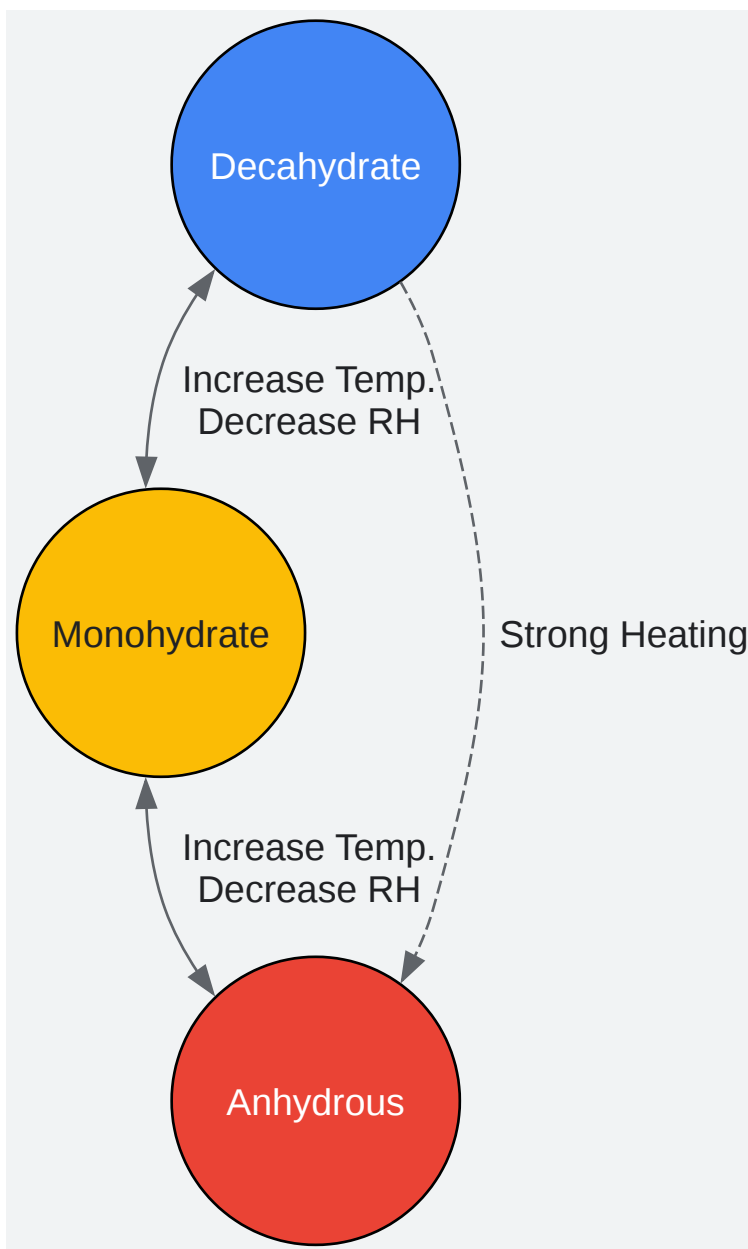 Decahydrate
Increase Temp.
Decrease RH
Monohydrate
Strong Heating
Increase Temp.
Decrease RH
Anhydrous